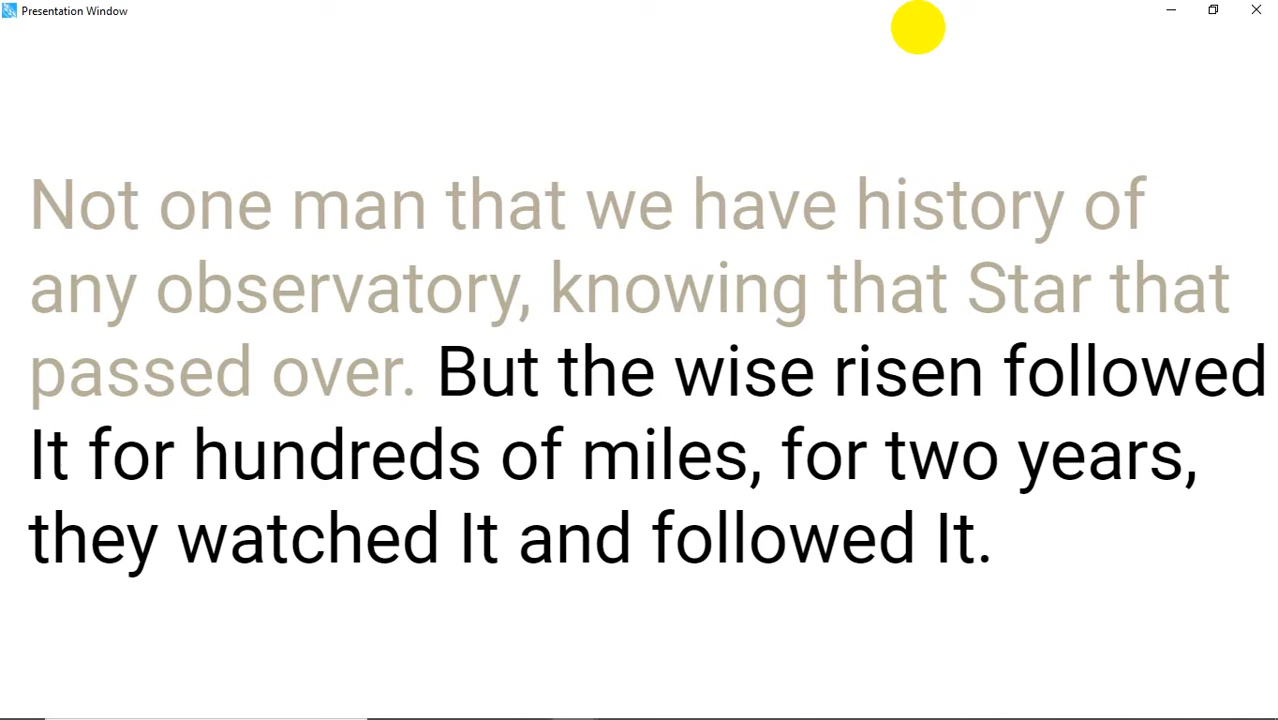 Presentation Window
Not one man that we have history of
any observatory, knowing that Star that
passed over. But the wise risen followed
It for hundreds of miles, for two years,
they watched It and followed It.